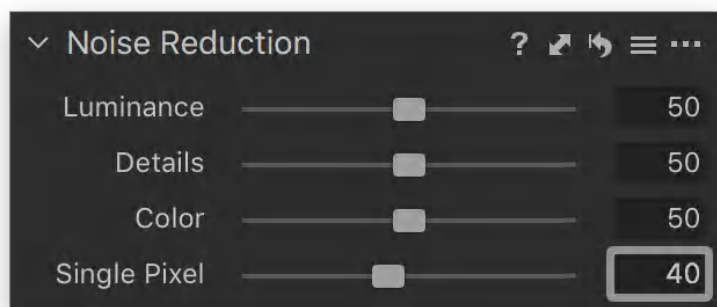 Noise Reduction ?
Luminance 50
Details 50
Color 50
Single Pixel 40